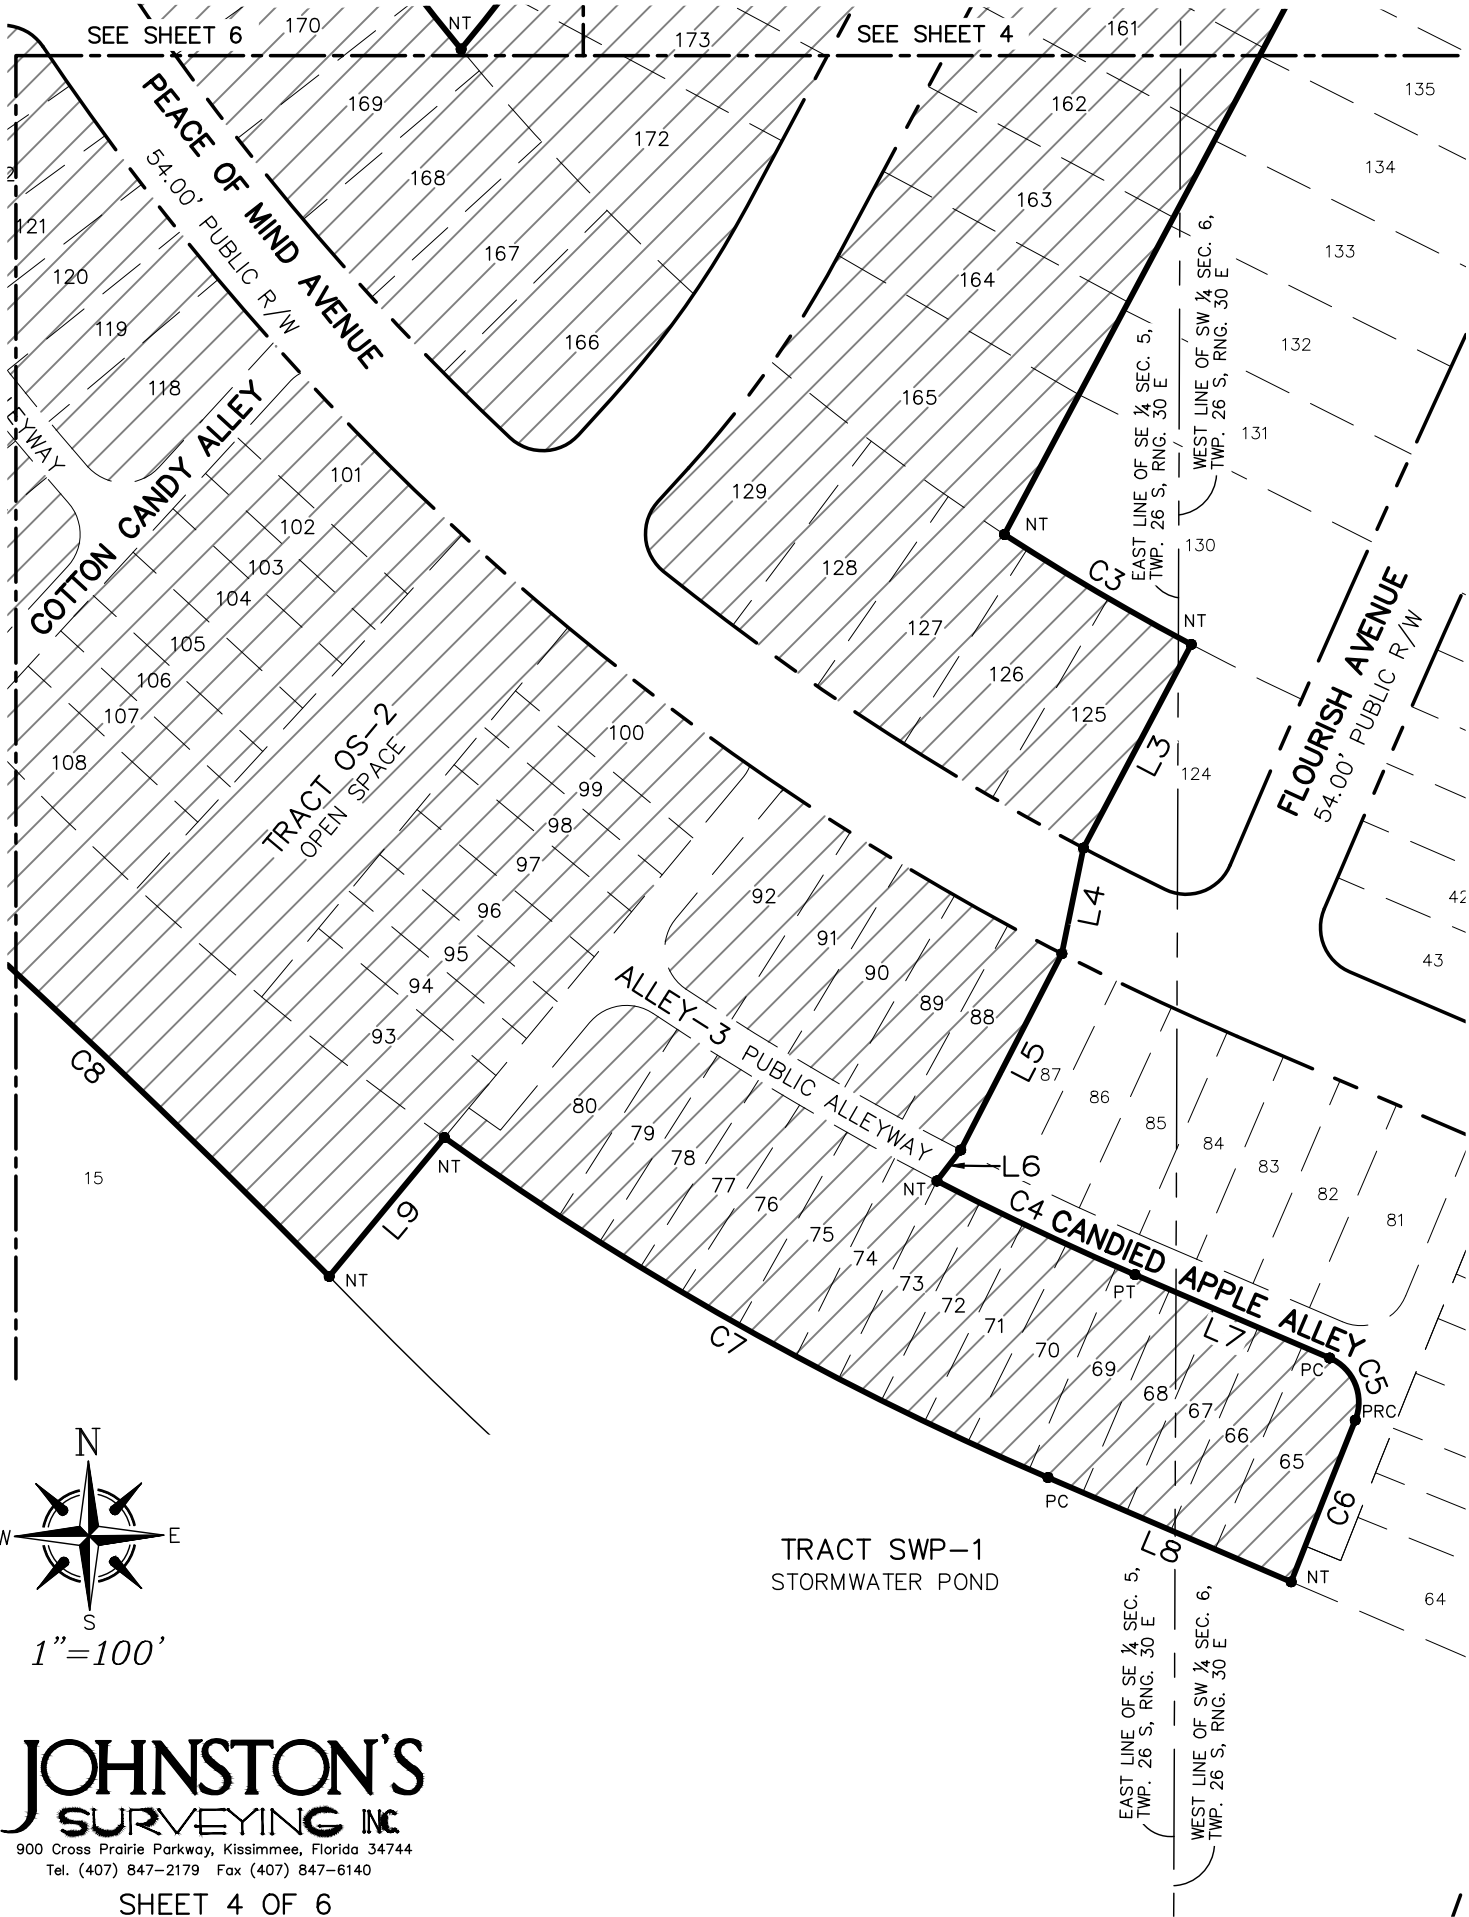 SEE SHEET 6
170
NT
173
SEE SHEET 4
161
135
169
162
172
134
168
163
121
PEACE OF MIND AVENUE
54.00' PUBLIC R/W
167
164
133
120
119
166
132
118
165
131
WEST LINE OF SW ¼ SEC. 6,
TWP. 26 S, RNG. 30 E
EAST LINE OF SE ¼ SEC. 5,
TWP. 26 S, RNG. 30 E
YWAY
COTTON CANDY ALLEY
101
129
NT
130
102
103
128
C3
104
105
127
NT
106
126
107
125
108
100
L3
124
FLOURISH AVENUE
54.00' PUBLIC R/W
TRACT OS-2
OPEN SPACE
99
98
97
92
L4
42
96
91
43
95
90
94
89
88
93
ALLEY-3 PUBLIC ALLEYWAY
L5
87
C8
86
80
85
79
84
78
83
77
L6
82
76
NT
C4
81
75
15
NT
L9
74
CANDIED APPLE ALLEY
NT
73
PT
72
L7
C7
71
70
PC
C5
69
68
PRC
67
66
65
PC
C6
L8
NT
64
TRACT SWP-1
STORMWATER POND
EAST LINE OF SE ¼ SEC. 5,
TWP. 26 S, RNG. 30 E
WEST LINE OF SW ¼ SEC. 6,
TWP. 26 S, RNG. 30 E
N
W
E
S
1"=100'
JOHNSTON'S
SURVEYING INC.
900 Cross Prairie Parkway, Kissimmee, Florida 34744
Tel. (407) 847-2179 Fax (407) 847-6140
SHEET 4 OF 6